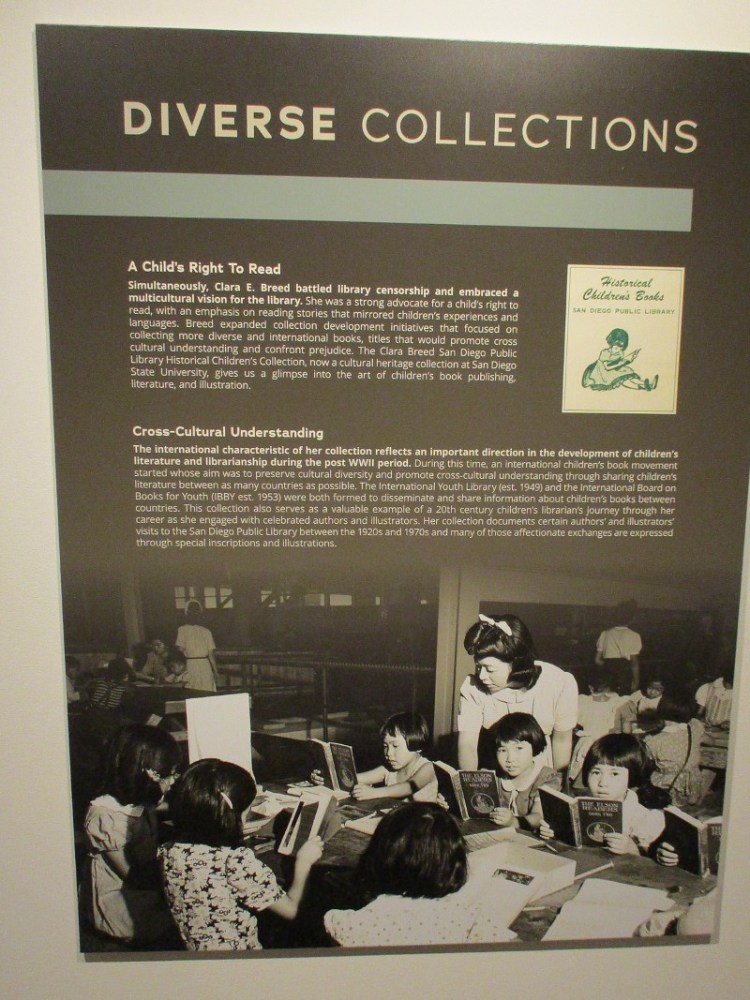 DIVERSE COLLECTIONS
A Child's Right To Read
Simultaneously, Clara E. Breed battled library censorship and embraced a
multicultural vision for the library. She was a strong advocate for a child's right to
read, with an emphasis on reading stories that mirrored children's experiences and
languages. Breed expanded collection development initiatives that focused on
collecting more diverse and international books, titles that would promote cross
cultural understanding and confront prejudice. The Clara Breed San Diego Public
Library Historical Children's Collection, now a cultural heritage collection at San Diego
State University, gives us a glimpse into the art of children's book publishing,
literature, and illustration.
Historical
Children's Books
SAN DIEGO PUBLIC LIBRARY
Cross-Cultural Understanding
The international characteristic of her collection reflects an important direction in the development of children's
literature and librarianship during the post WWII period. During this time, an international children's book movement
started whose aim was to preserve cultural diversity and promote cross-cultural understanding through sharing children's
literature between as many countries as possible. The International Youth Library (est. 1949) and the International Board on
Books for Youth (IBBY est. 1953) were both formed to disseminate and share information about children's books between
countries. This collection also serves as a valuable example of a 20th century children's librarian's journey through her
career as she engaged with celebrated authors and illustrators. Her collection documents certain authors' and illustrators'
visits to the San Diego Public Library between the 1920s and 1970s and many of those affectionate exchanges are expressed
through special inscriptions and illustrations.
THE ELSON
READERS
THE ELSON
READERS